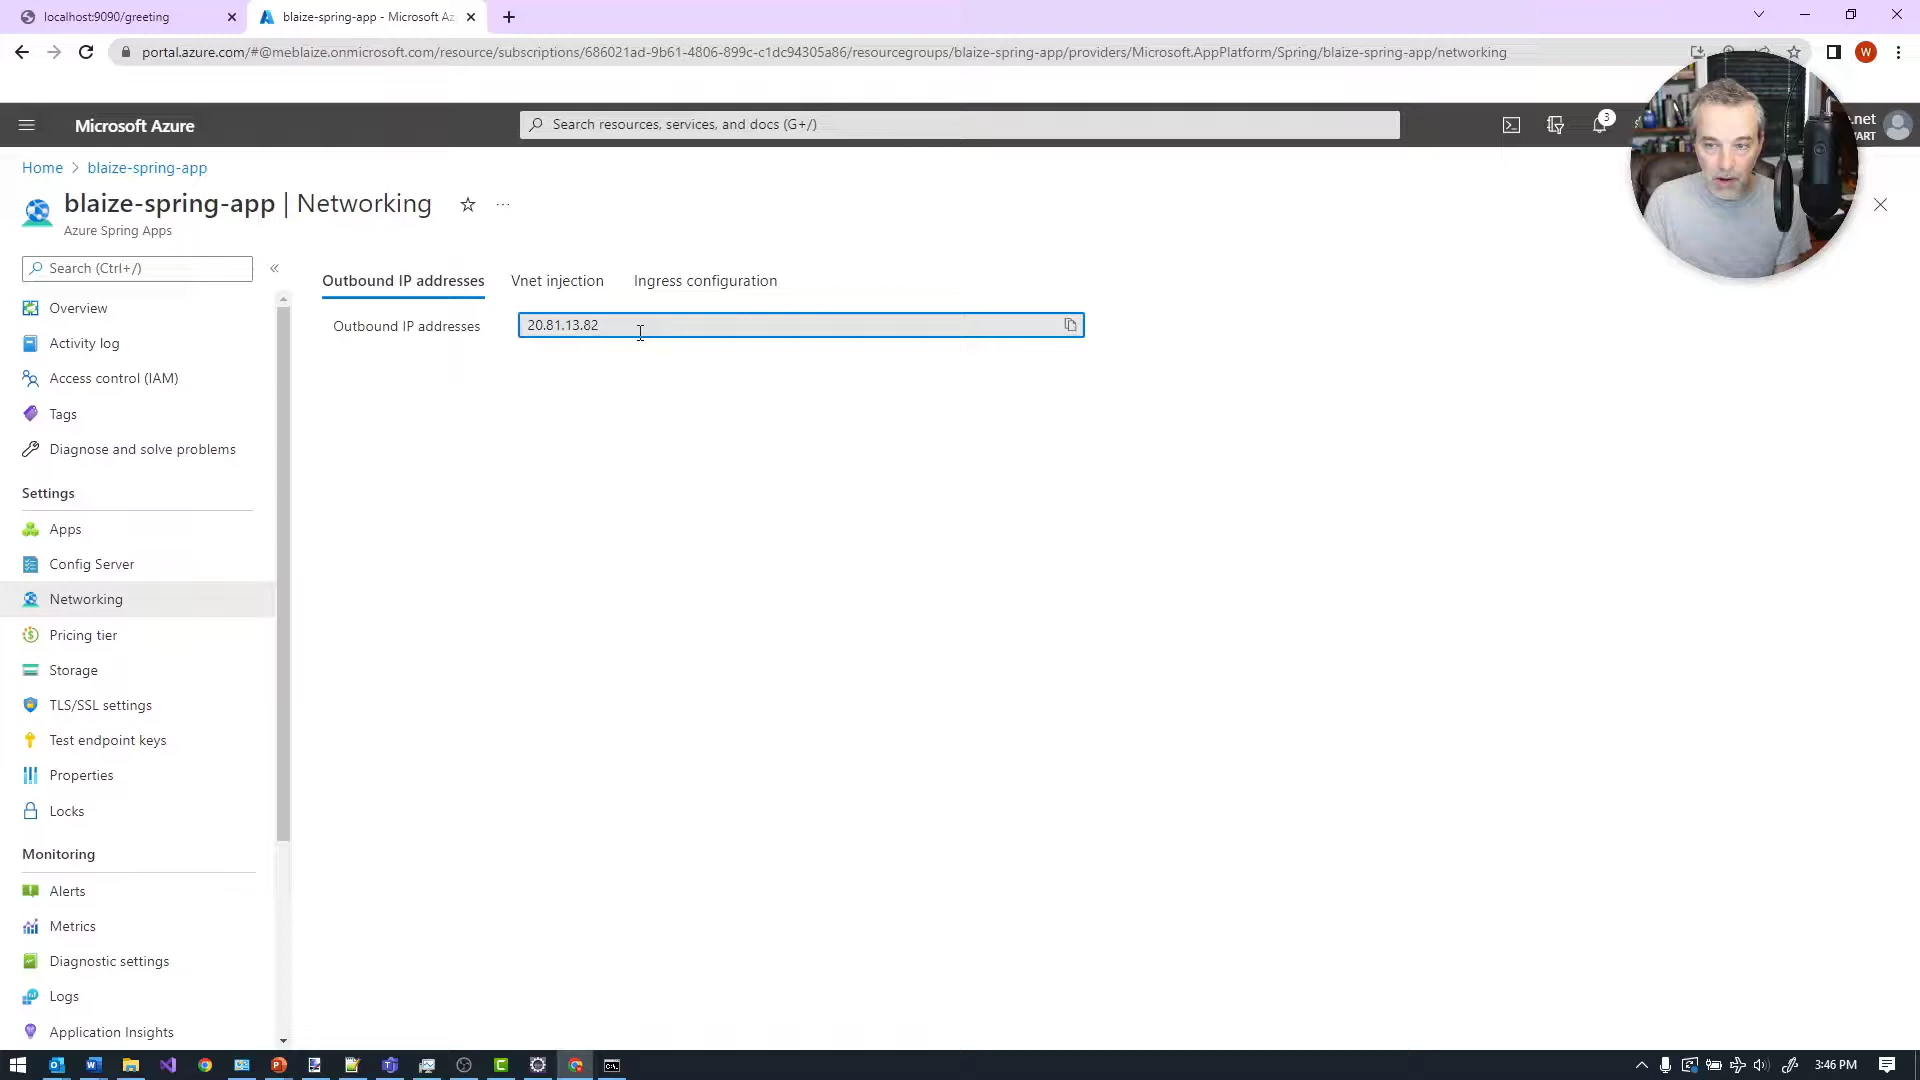 localhost:9090/greeting
blaize-spring-app - Microsoft Az
portal.azure.com/#@meblaize.onmicrosoft.com/resource/subscriptions/686021ad-9b61-4806-899c-c1dc94305a86/resourcegroups/blaize-spring-app/providers/Microsoft.AppPlatform/Spring/blaize-spring-app/networking
W
Microsoft Azure
Search resources, services, and docs (G+/)
3
.net
Home > blaize-spring-app
blaize-spring-app | Networking
Azure Spring Apps
Search (Ctrl+/)
Overview
Activity log
Access control (IAM)
Tags
Diagnose and solve problems
Settings
Apps
Config Server
Networking
Pricing tier
Storage
TLS/SSL settings
Test endpoint keys
Properties
Locks
Monitoring
Alerts
Metrics
Diagnostic settings
Logs
Application Insights
Outbound IP addresses
Vnet injection
Ingress configuration
Outbound IP addresses
20.81.13.82
3:46 PM